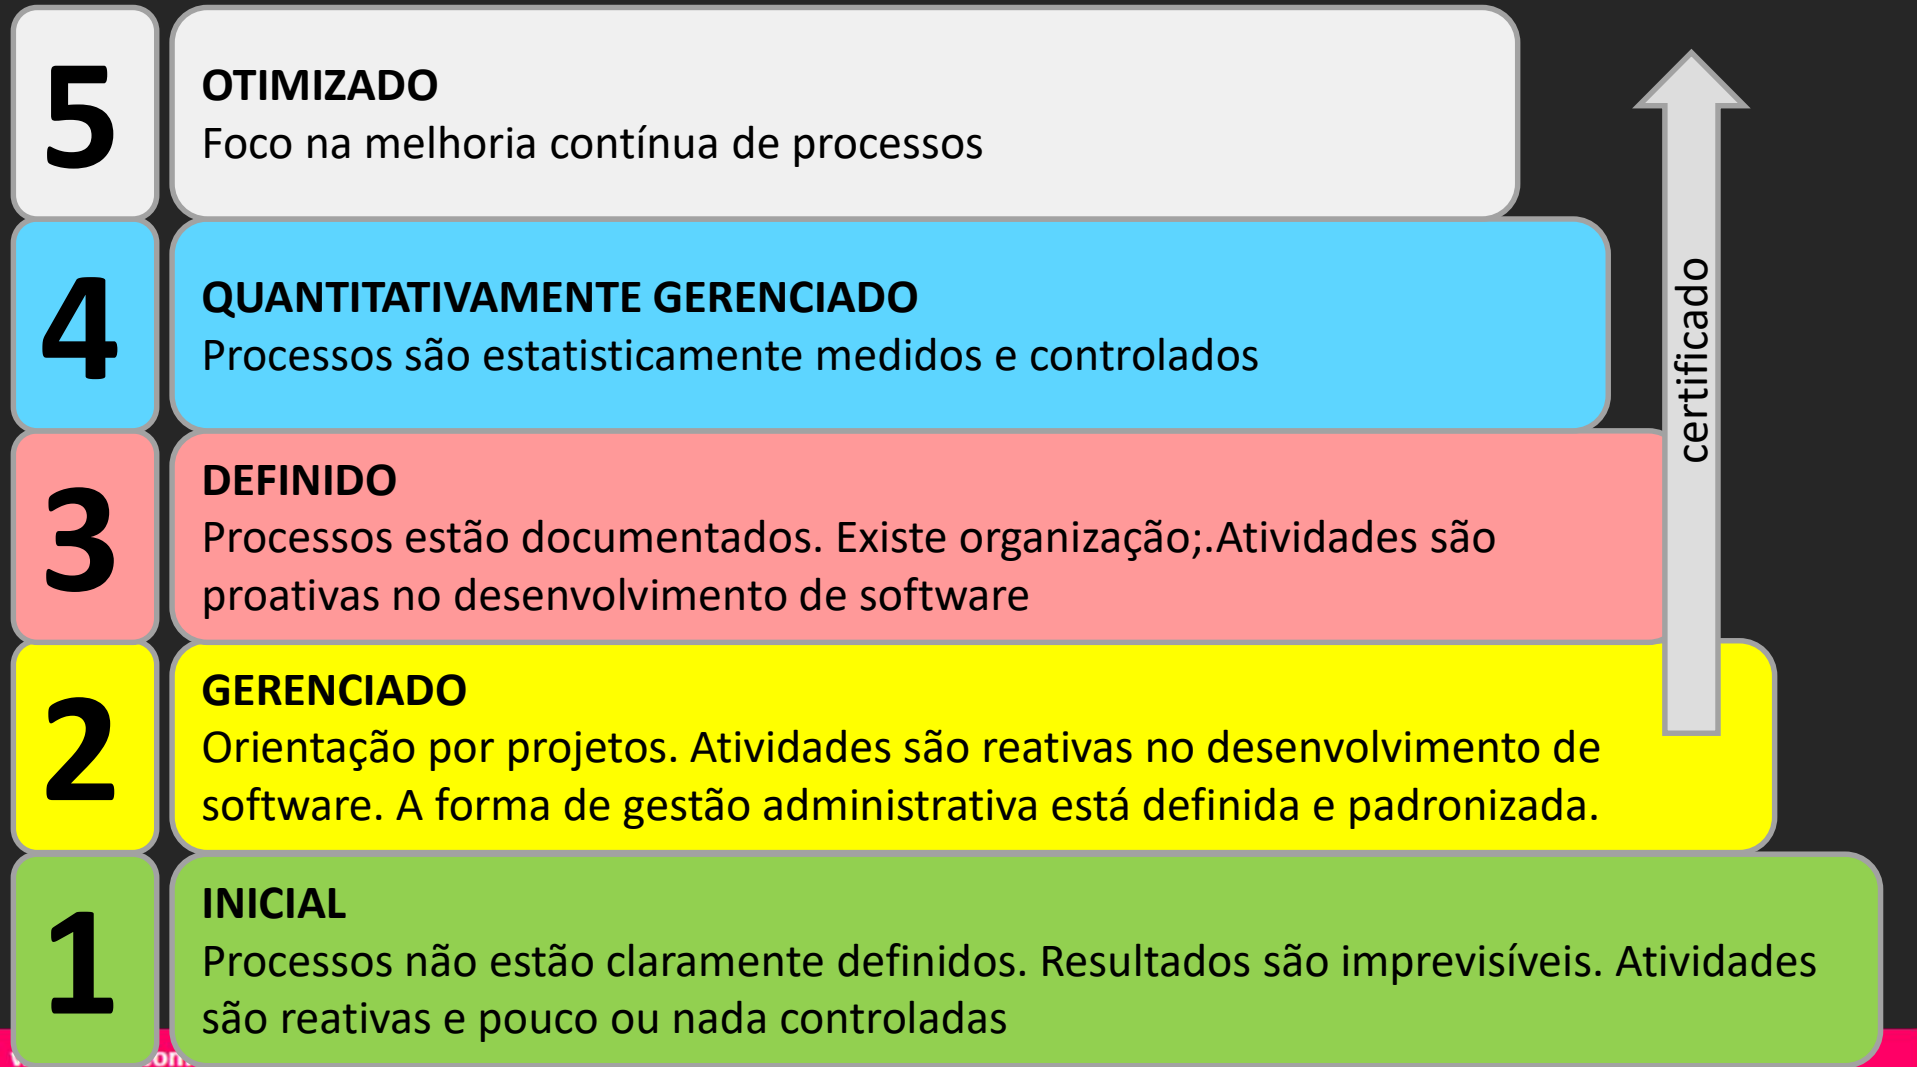 5
OTIMIZADO
Foco na melhoria contínua de processos
4
QUANTITATIVAMENTE GERENCIADO
Processos são estatisticamente medidos e controlados
3
DEFINIDO
Processos estão documentados. Existe organização;.Atividades são
proativas no desenvolvimento de software
2
GERENCIADO
Orientação por projetos. Atividades são reativas no desenvolvimento de
software. A forma de gestão administrativa está definida e padronizada.
1
INICIAL
Processos não estão claramente definidos. Resultados são imprevisíveis. Atividades
são reativas e pouco ou nada controladas
certificado